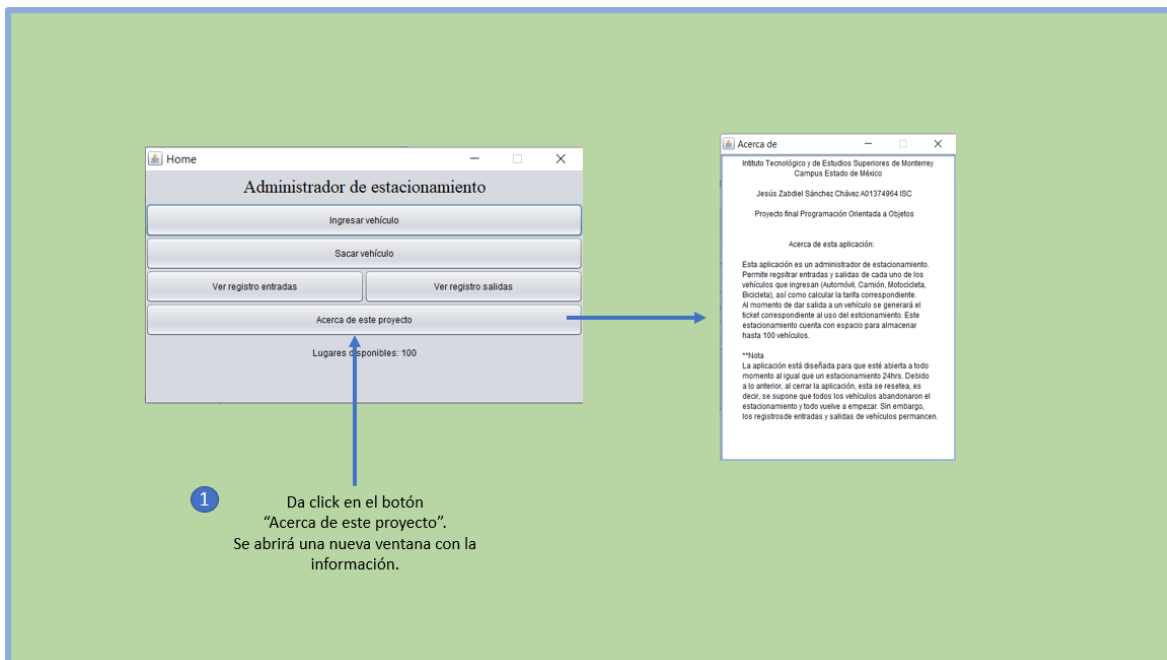 Home
Administrador de estacionamiento
Ingresar vehículo
Sacar vehículo
Ver registro entradas
Ver registro salidas
Acerca de este proyecto
Lugares disponibles: 100
1
Da click en el botón
“Acerca de este proyecto”.
Se abrirá una nueva ventana con la
información.
Acerca de
Intituto Tecnológico y de Estudios Superiores de Monterrey
Campus Estado de México
Jesús Zabdiel Sánchez Chávez A01374964 ISC
Proyecto final Programación Orientada a Objetos
Acerca de esta aplicación:
Esta aplicación es un administrador de estacionamiento.
Permite regsitrar entradas y salidas de cada uno de los
vehículos que ingresan (Automóvil, Camión, Motocicleta,
Bicicleta), así como calcular la tarifa correspondiente.
Al momento de dar salida a un vehículo se generará el
ticket correspondiente al uso del estcionamiento. Este
estacionamiento cuenta con espacio para almacenar
hasta 100 vehículos.
**Nota
La aplicación está diseñada para que esté abierta a todo
momento al igual que un estacionamiento 24hrs. Debido
a lo anterior, al cerrar la aplicación, esta se resetea, es
decir, se supone que todos los vehículos abandonaron el
estacionamiento y todo vuelve a empezar. Sin embargo,
los registrosde entradas y salidas de vehículos permancen.